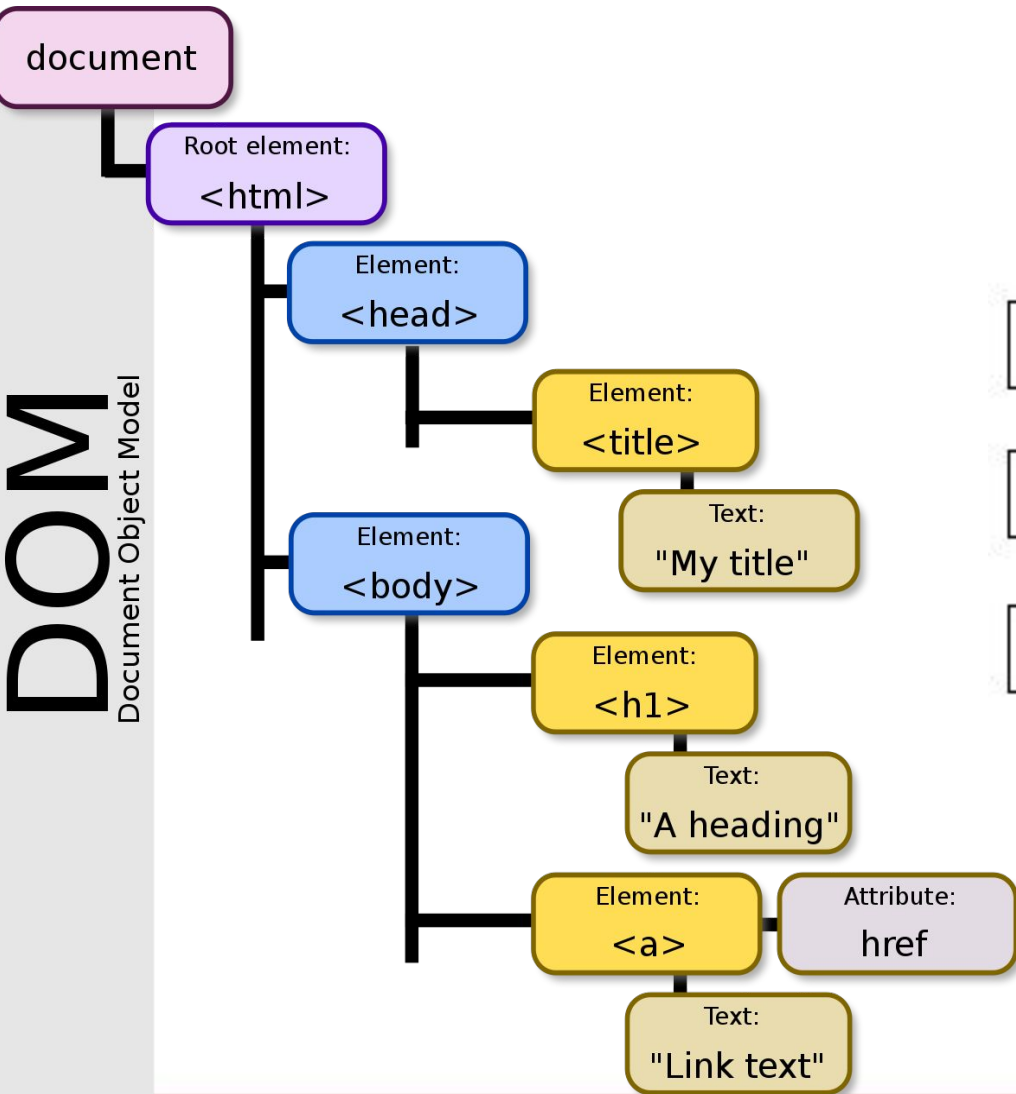 document
Root element:
<html>
Element:
<head>
Element:
<title>
Text:
"My title"
Element:
<body>
Element:
<h1>
Text:
"A heading"
Element:
<a>
Attribute:
href
Text:
"Link text"
DOM
Document Object Model